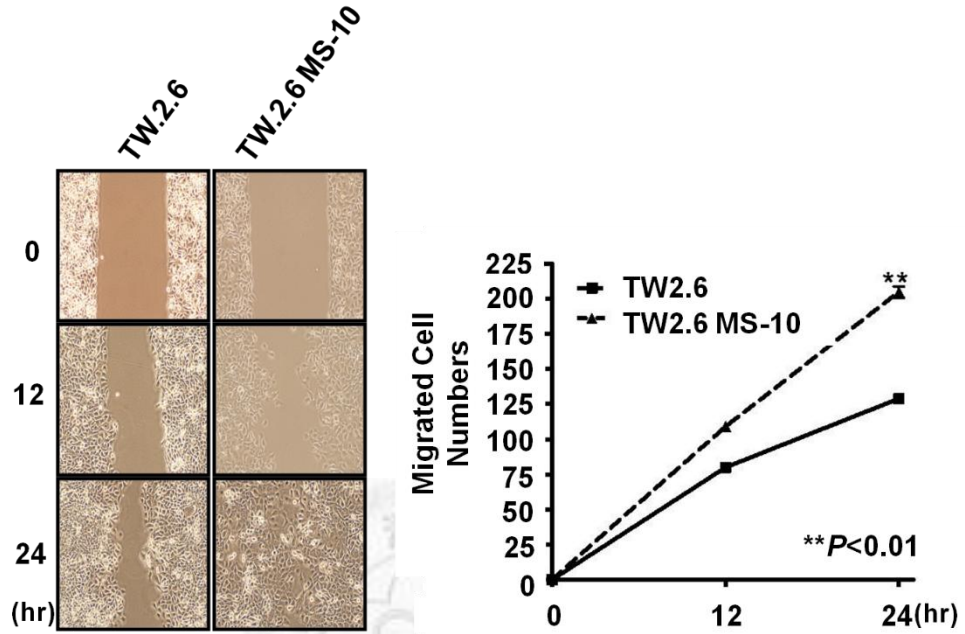 TW.2.6
TW.2.6 MS-10
0
12
24
(hr)
Migrated Cell
Numbers
225
200
175
150
125
100
75
50
25
0
TW2.6
TW2.6 MS-10
**
**P<0.01
0 12 24(hr)